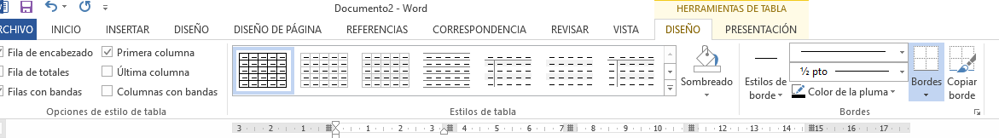 Documento2 - Word
HERRAMIENTAS DE TABLA
ARCHIVO INICIO INSERTAR DISEÑO DISEÑO DE PÁGINA REFERENCIAS CORRESPONDENCIA REVISAR VISTA DISEÑO PRESENTACIÓN
Fila de encabezado
Fila de totales
Filas con bandas
Primera columna
Última columna
Columnas con bandas
Opciones de estilo de tabla
Sombreado
Estilos de tabla
Estilos de
borde
½ pto
Color de la pluma
Bordes
Copiar
borde
Bordes
3 2 1 1 2 3 4 5 6 7 8 9 10 12 13 14 15 16 17